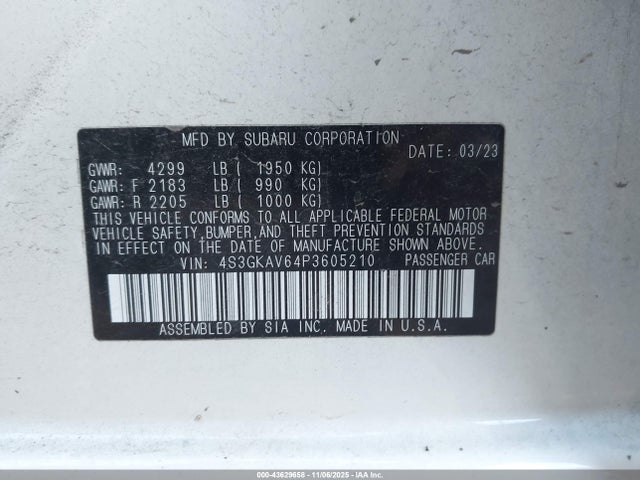 MFD BY SUBARU CORPORATION
DATE: 03/23
GVWR: 4299 LB ( 1950 KG)
GAWR: F 2183 LB ( 990 KG)
GAWR: R 2205 LB ( 1000 KG)
THIS VEHICLE CONFORMS TO ALL APPLICABLE FEDERAL MOTOR
VEHICLE SAFETY,BUMPER,AND THEFT PREVENTION STANDARDS
IN EFFECT ON THE DATE OF MANUFACTURE SHOWN ABOVE.
VIN: 4S3GKAV64P3605210 PASSENGER CAR
ASSEMBLED BY SIA INC. MADE IN U.S.A.
000-43629658 - 11/06/2025 - IAA Inc.